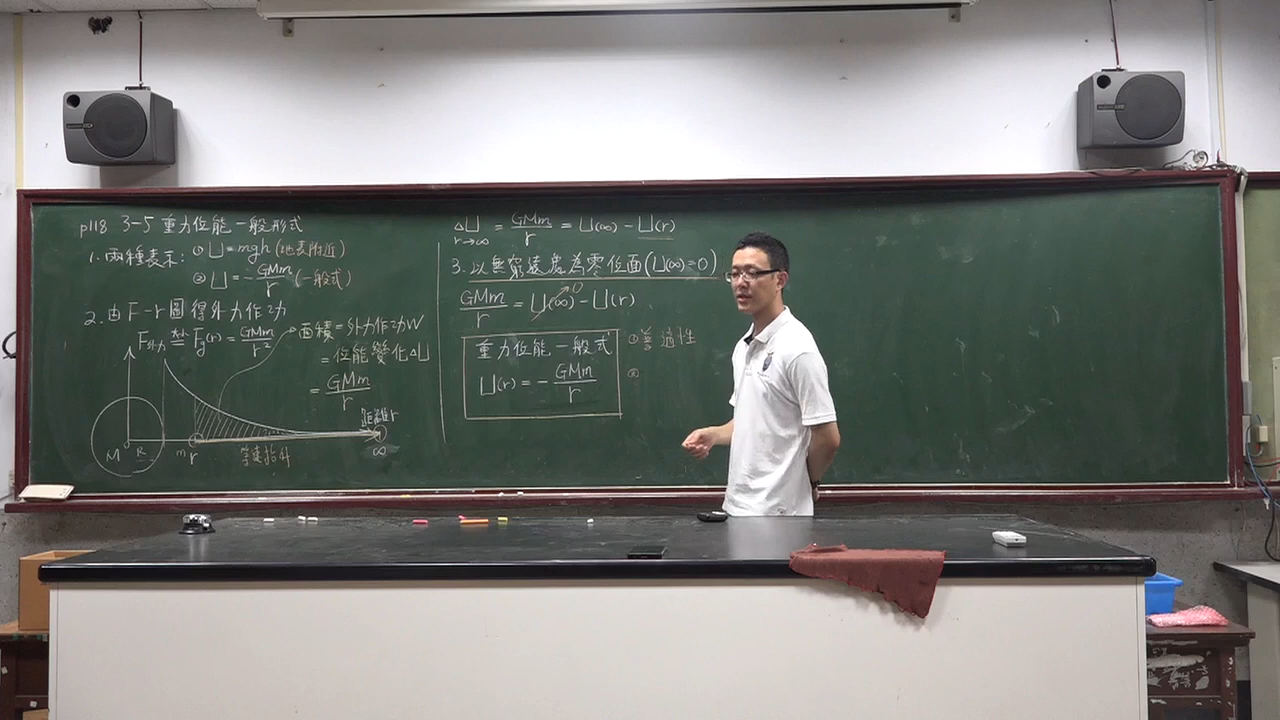 p118 3-5 重力位能一般形式
1. 兩種表示: ① U=mgh (地表附近)
② U=-GMm/r (一般式)
2. 由F-r圖得外力作功
F外力 = Fg(r) = GMm/r²
面積=外力作功W
=位能變化ΔU
=GMm/r
距離r
M R m r ∞
ΔU r→∞ = GMm/r = U(∞) - U(r)
3. 以無窮遠處為零位面(U(∞)=0)
GMm/r = U(∞) - U(r)
0
重力位能一般式
U(r) = -GMm/r
① 普適性
②